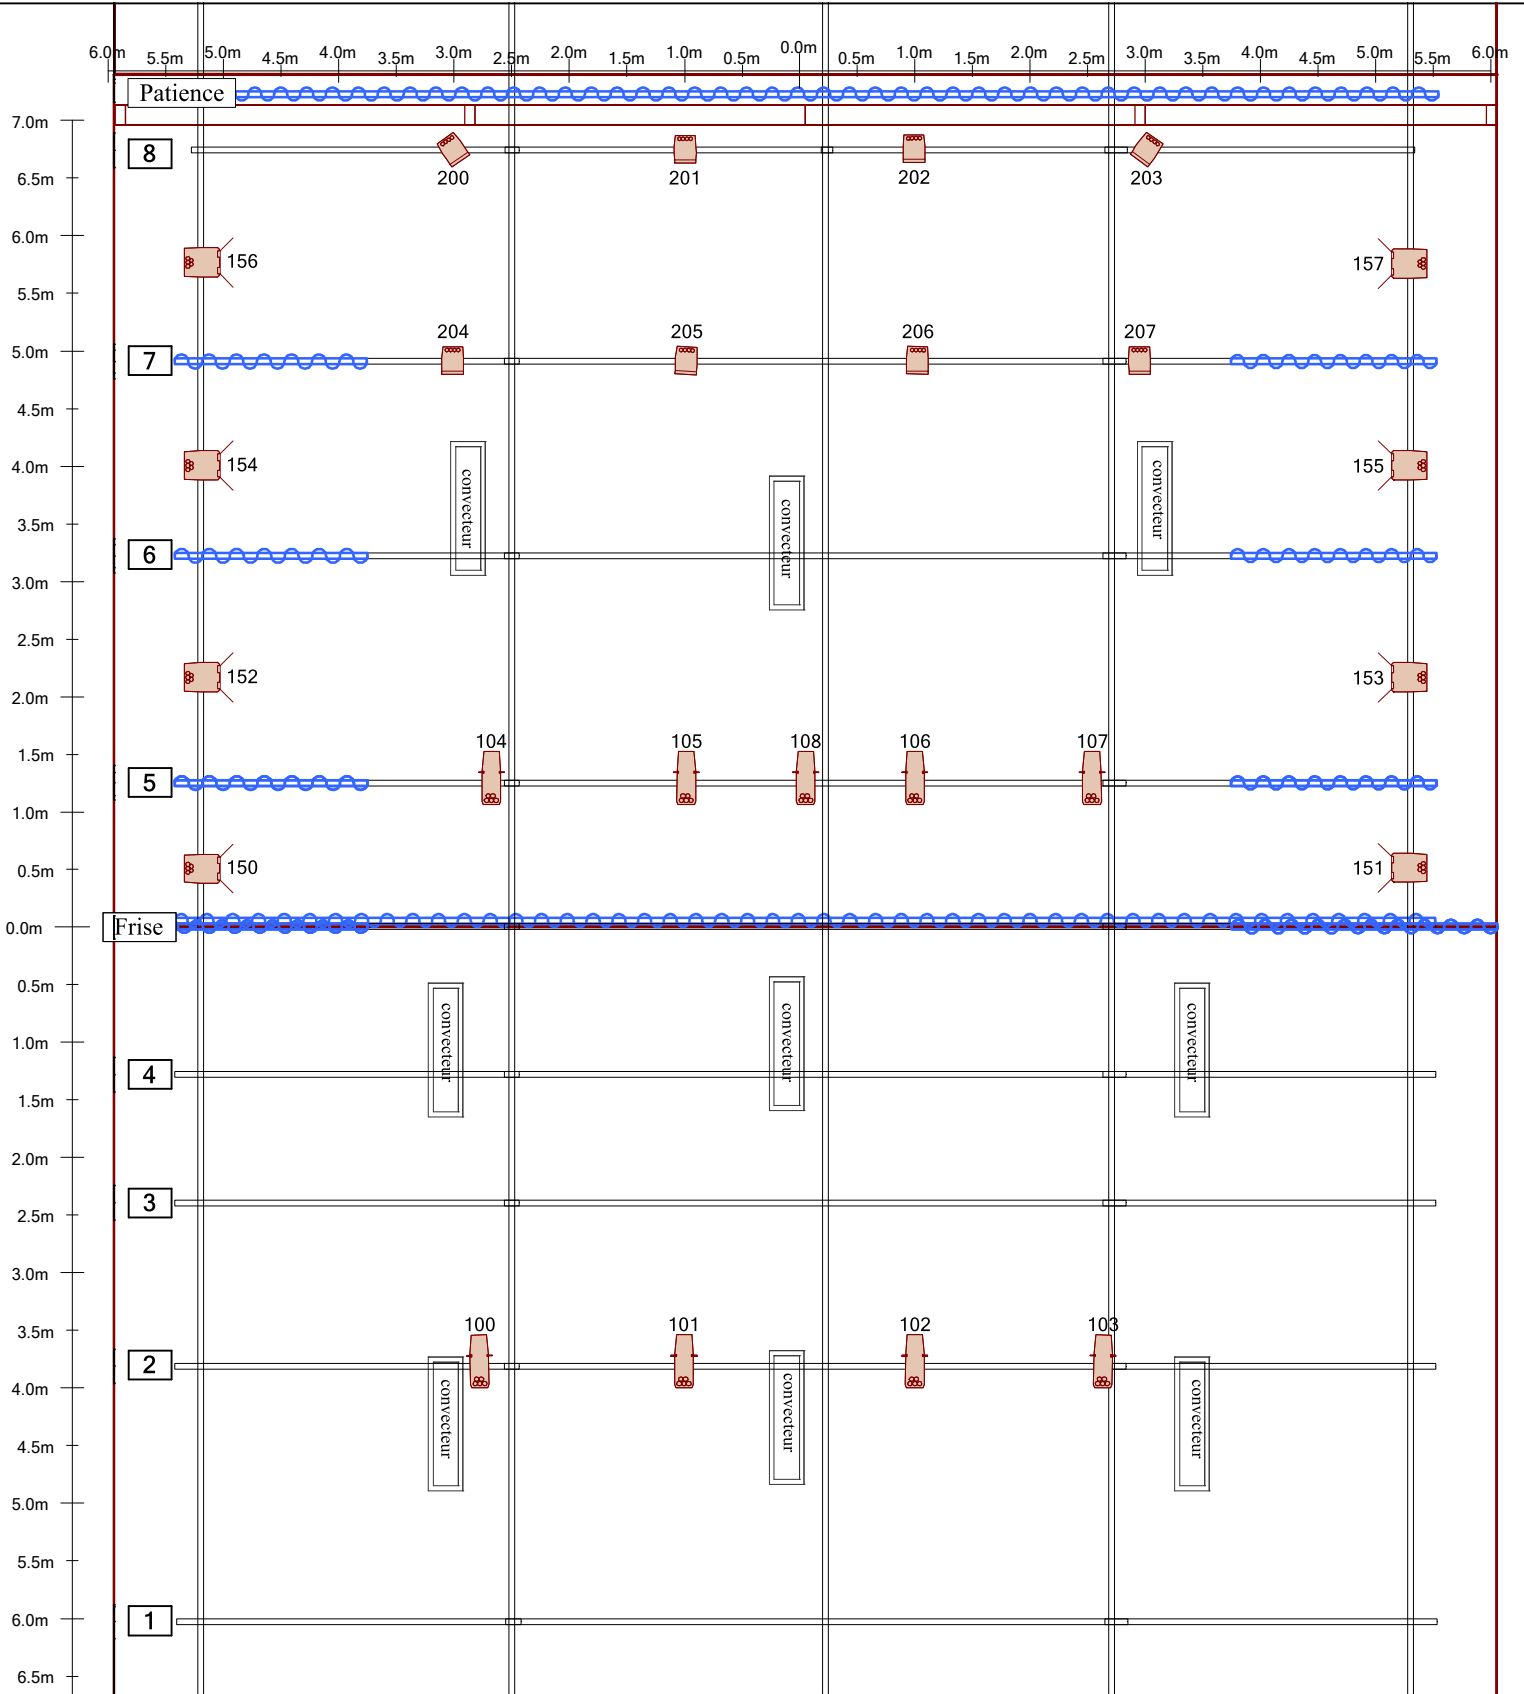 6.0m 5.5m 5.0m 4.5m 4.0m 3.5m 3.0m 2.5m 2.0m 1.5m 1.0m 0.5m 0.0m 0.5m 1.0m 1.5m 2.0m 2.5m 3.0m 3.5m 4.0m 4.5m 5.0m 5.5m 6.0m
Patience
7.0m
8
6.5m
200 201 202 203
6.0m
156 157
5.5m
204 205 206 207
5.0m
7
4.5m
4.0m
154 155
convecteur convecteur convecteur
3.5m
6
3.0m
2.5m
152 153
2.0m
1.5m
104 105 108 106 107
5
1.0m
0.5m
150 151
0.0m
Frise
0.5m
1.0m
convecteur convecteur convecteur
4
1.5m
2.0m
3
2.5m
3.0m
3.5m
100 101 102 103
2
4.0m
convecteur convecteur convecteur
4.5m
5.0m
5.5m
6.0m
1
6.5m